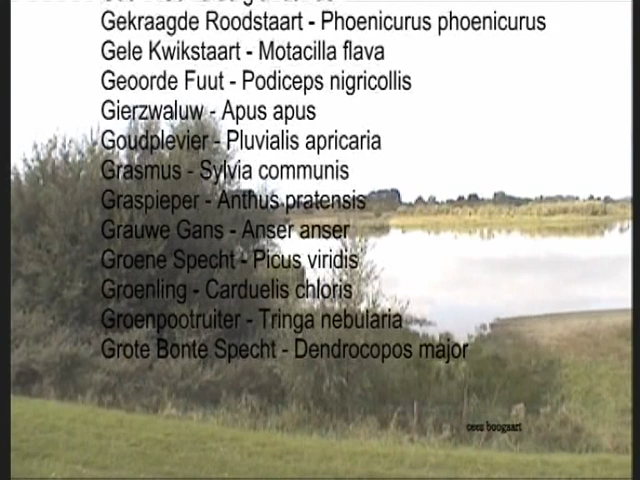 Gekraagde Roodstaart - Phoenicurus phoenicurus
Gele Kwikstaart - Motacilla flava
Geoorde Fuut - Podiceps nigricollis
Gierzwaluw - Apus apus
Goudplevier - Pluvialis apricaria
Grasmus - Sylvia communis
Graspieper - Anthus pratensis
Grauwe Gans - Anser anser
Groene Specht - Picus viridis
Groenling - Carduelis chloris
Groenpootruiter - Tringa nebularia
Grote Bonte Specht - Dendrocopos major
cees boogaart